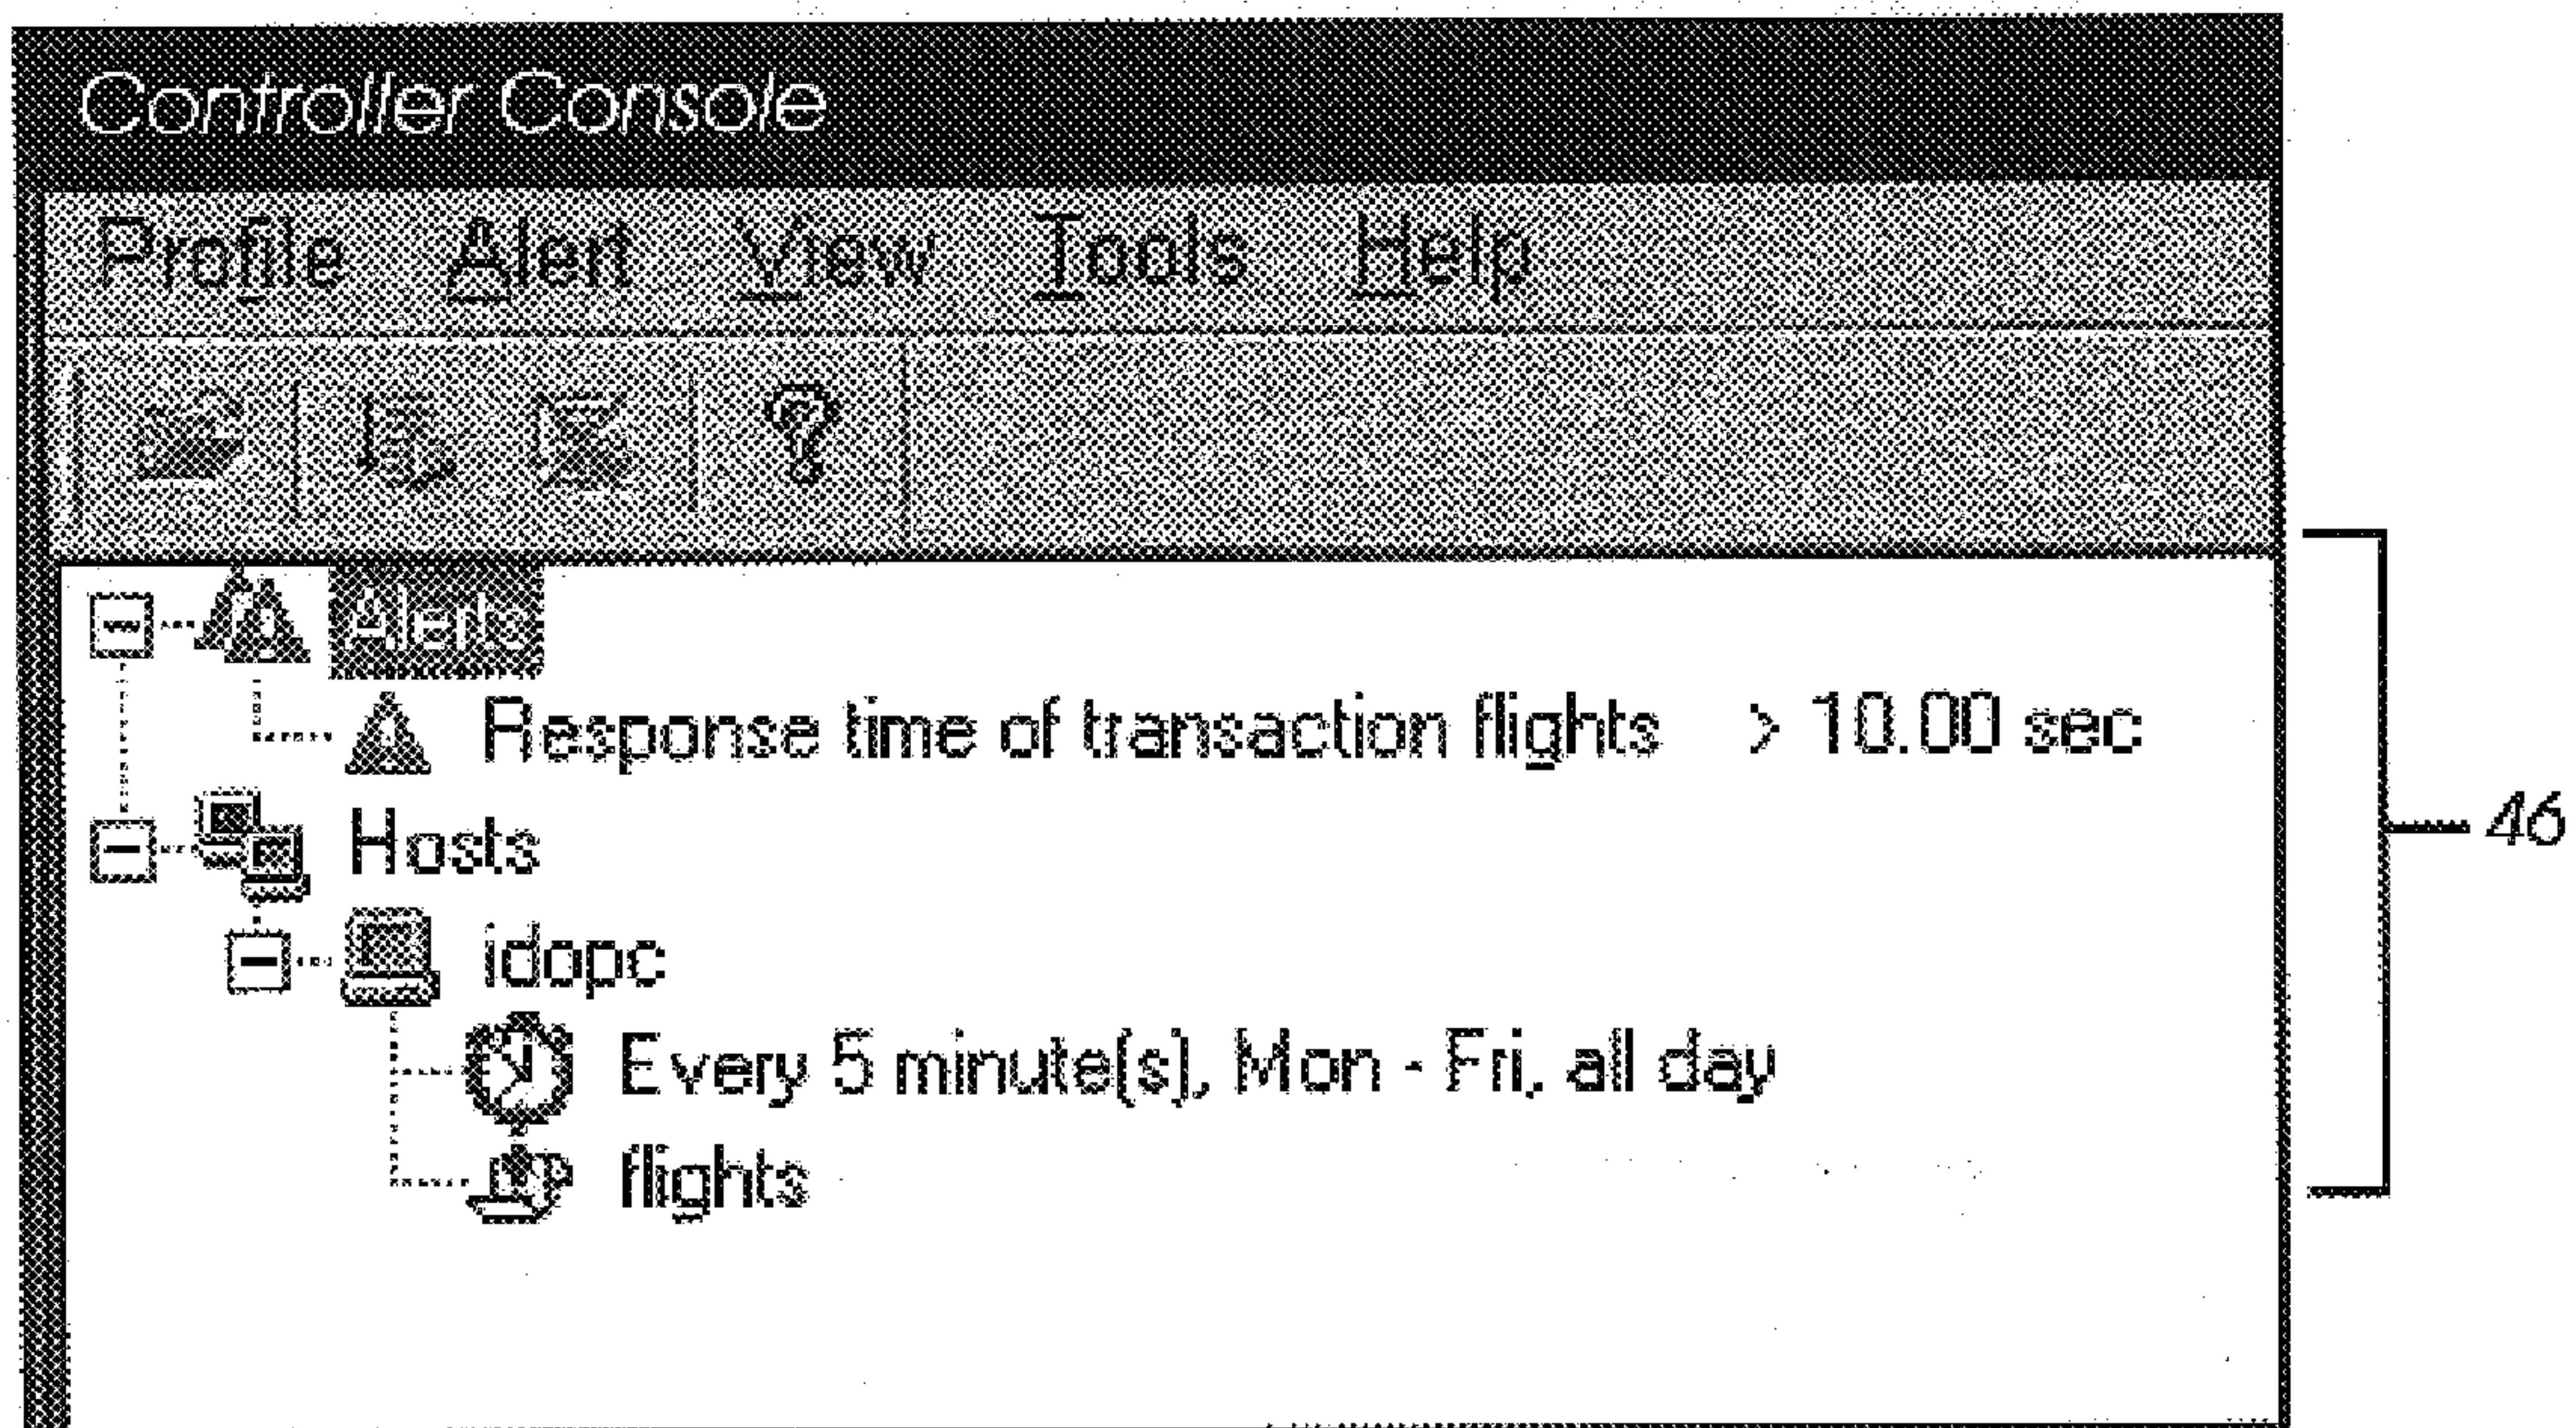 Controller Console
Profile Alert View Tools Help
Alerts
Response time of transaction flights > 10.00 sec
Hosts
46
idopc
Every 5 minute(s), Mon - Fri, all day
flights